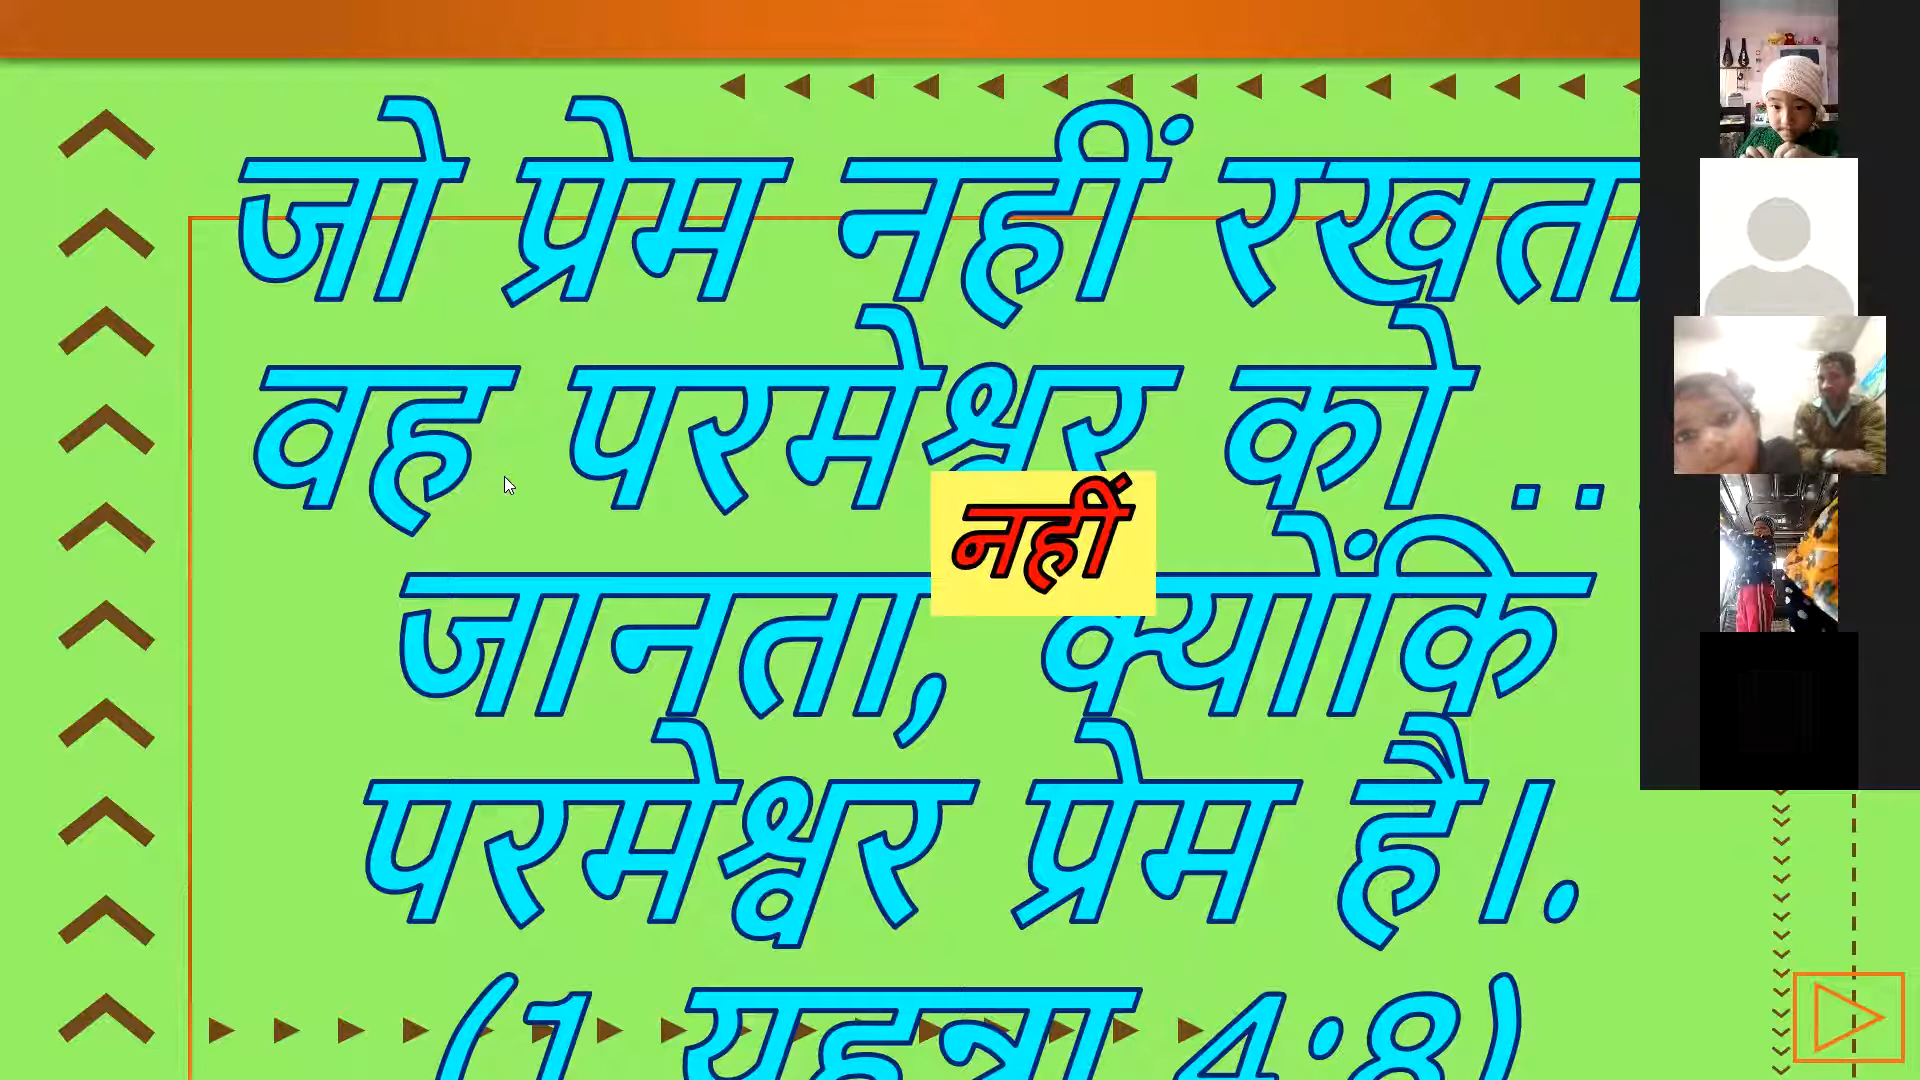 जो प्रेम नहीं रखता
वह परमेश्वर को ...
नहीं
जानता, क्योंकि
परमेश्वर प्रेम है।.
(1 यूहन्ना 4:8)